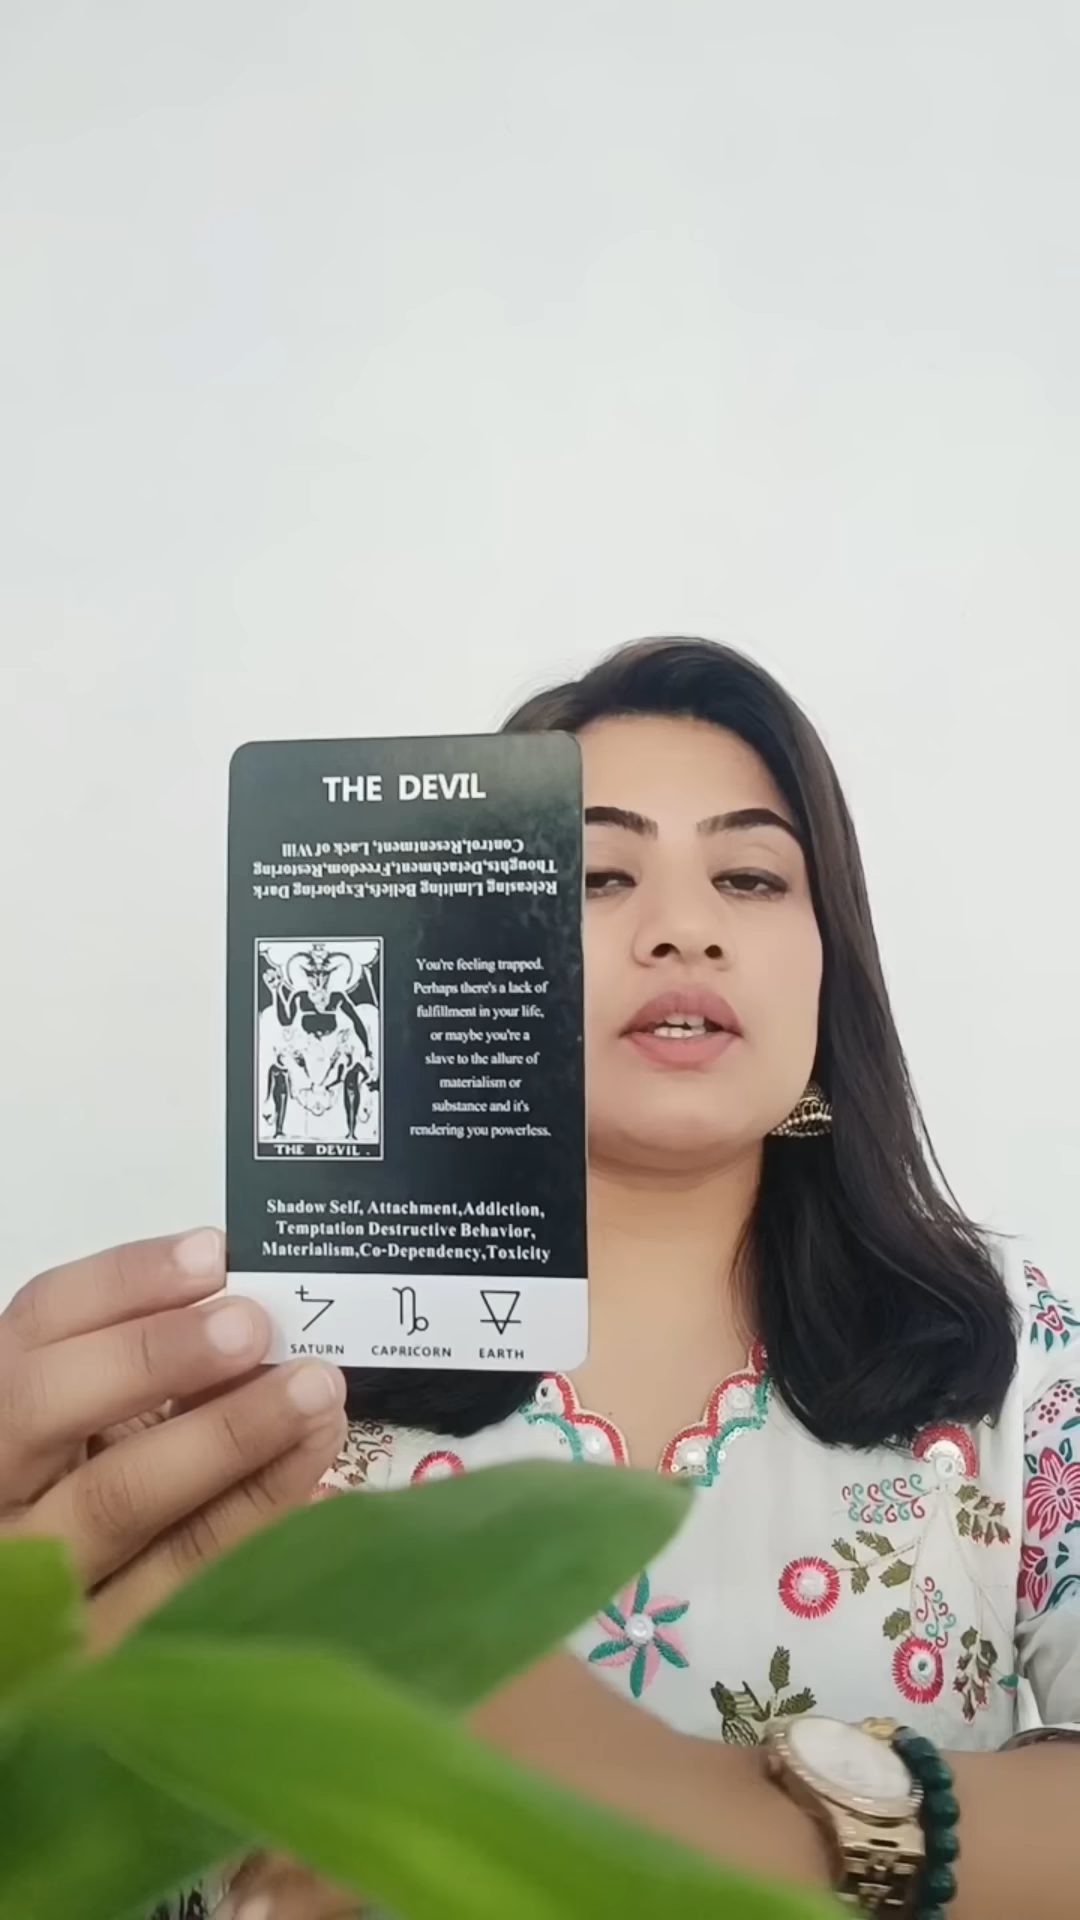 THE DEVIL
Releasing Limiting Beliefs,Exploring Dark
Thoughts,Detachment,Freedom,Restoring
Control,Resentment, Lack of Will
You're feeling trapped.
Perhaps there's a lack of
fulfillment in your life,
or maybe you're a
slave to the allure of
materialism or
substance and it's
rendering you powerless.
XV
THE DEVIL.
Shadow Self, Attachment,Addiction,
Temptation Destructive Behavior,
Materialism,Co-Dependency,Toxicity
SATURN CAPRICORN EARTH